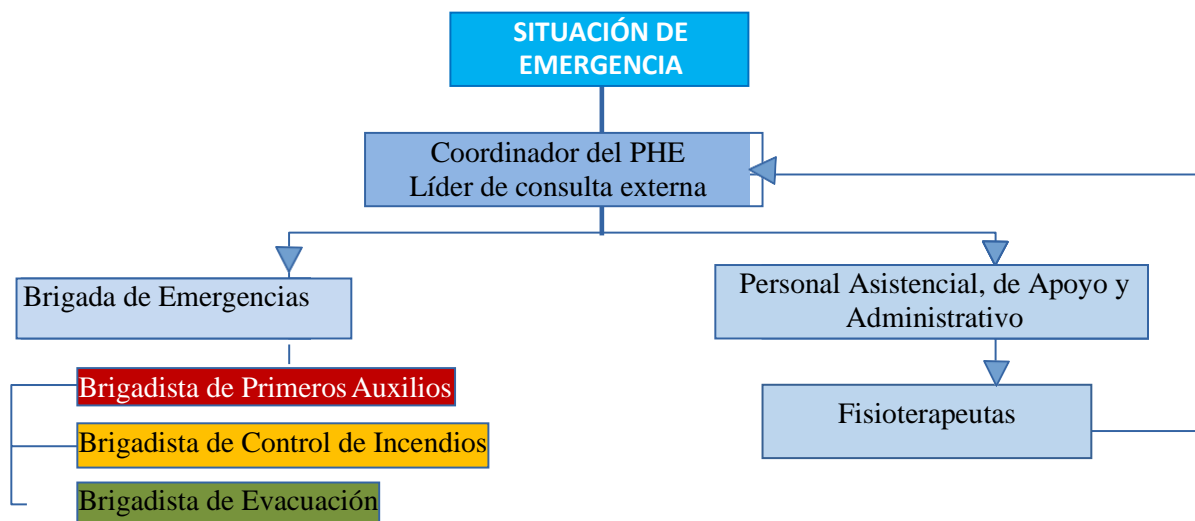 SITUACIÓN DE
EMERGENCIA
Coordinador del PHE
Líder de consulta externa
Brigada de Emergencias
Personal Asistencial, de Apoyo y
Administrativo
Brigadista de Primeros Auxilios
Fisioterapeutas
Brigadista de Control de Incendios
Brigadista de Evacuación